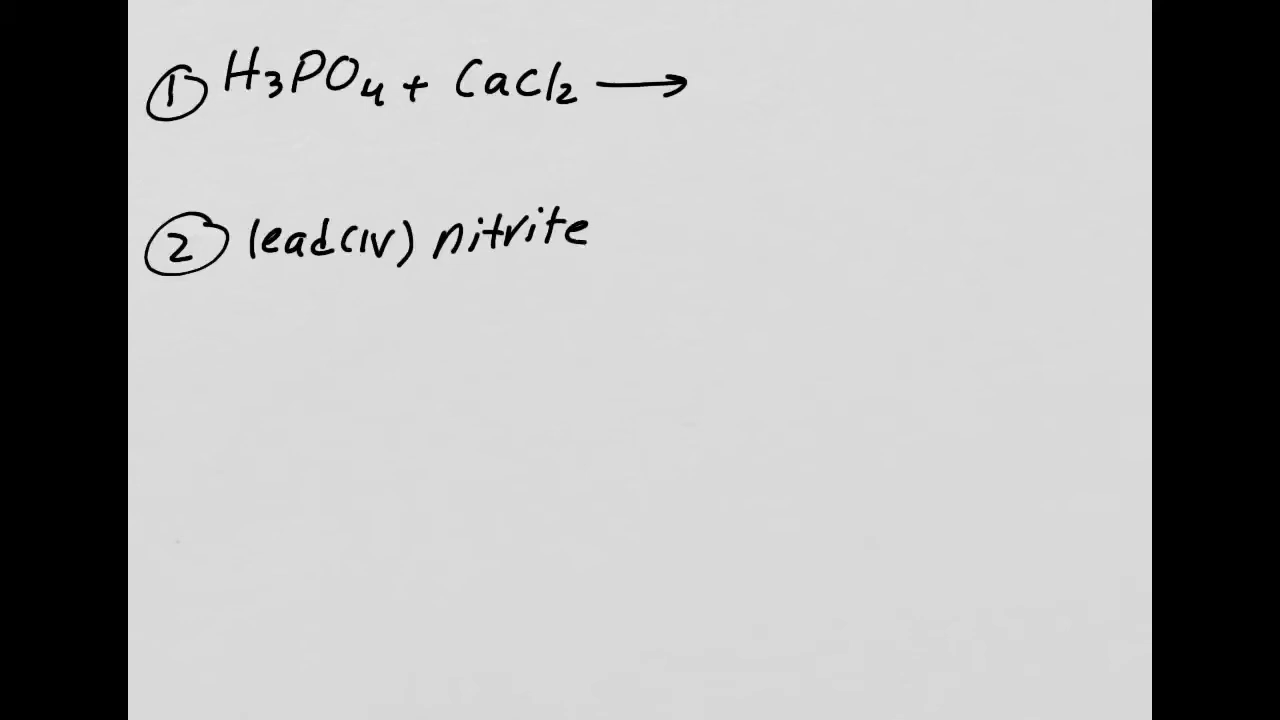 ① H₃PO₄ + CaCl₂ ⟶
② lead(IV) nitrite